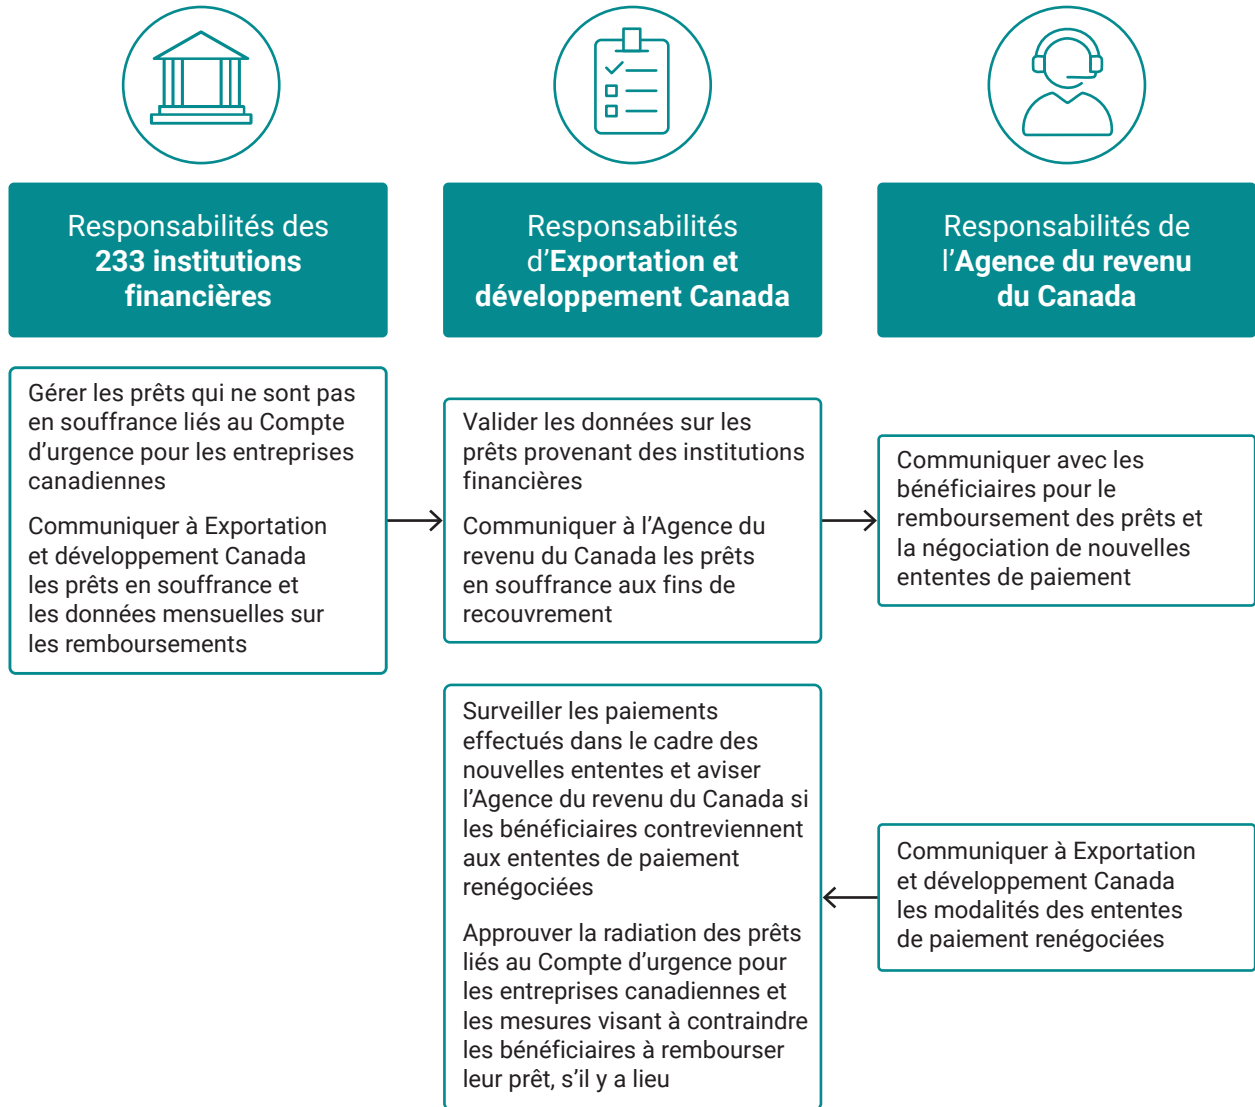 Responsabilités des
233 institutions
financières
Responsabilités
d’Exportation et
développement Canada
Responsabilités de
l’Agence du revenu
du Canada
Gérer les prêts qui ne sont pas
en souffrance liés au Compte
d’urgence pour les entreprises
canadiennes
Communiquer à Exportation
et développement Canada
les prêts en souffrance et
les données mensuelles sur
les remboursements
Valider les données sur les
prêts provenant des institutions
financières
Communiquer à l’Agence du
revenu du Canada les prêts
en souffrance aux fins de
recouvrement
Communiquer avec les
bénéficiaires pour le
remboursement des prêts et
la négociation de nouvelles
ententes de paiement
Surveiller les paiements
effectués dans le cadre des
nouvelles ententes et aviser
l’Agence du revenu du Canada si
les bénéficiaires contreviennent
aux ententes de paiement
renégociées
Approuver la radiation des prêts
liés au Compte d’urgence pour
les entreprises canadiennes et
les mesures visant à contraindre
les bénéficiaires à rembourser
leur prêt, s’il y a lieu
Communiquer à Exportation
et développement Canada
les modalités des ententes
de paiement renégociées